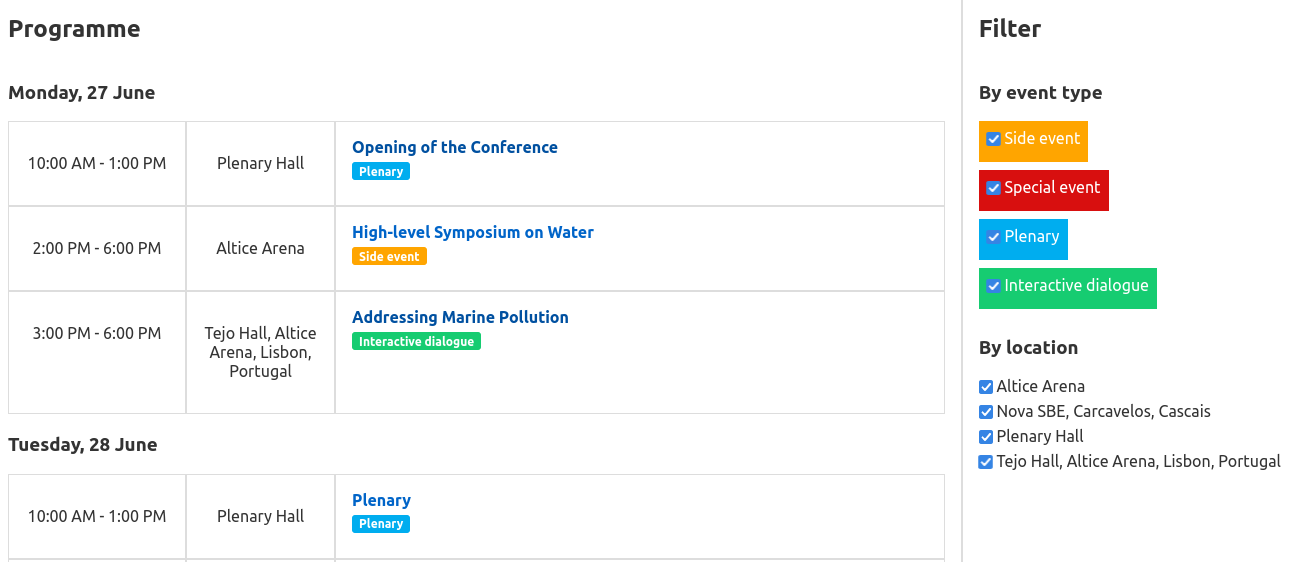 Programme
Monday, 27 June
10:00 AM - 1:00 PM
Plenary Hall
Opening of the Conference
Plenary
2:00 PM - 6:00 PM
Altice Arena
High-level Symposium on Water
Side event
3:00 PM - 6:00 PM
Tejo Hall, Altice
Arena, Lisbon,
Portugal
Addressing Marine Pollution
Interactive dialogue
Tuesday, 28 June
10:00 AM - 1:00 PM
Plenary Hall
Plenary
Plenary
Filter
By event type
Side event
Special event
Plenary
Interactive dialogue
By location
Altice Arena
Nova SBE, Carcavelos, Cascais
Plenary Hall
Tejo Hall, Altice Arena, Lisbon, Portugal